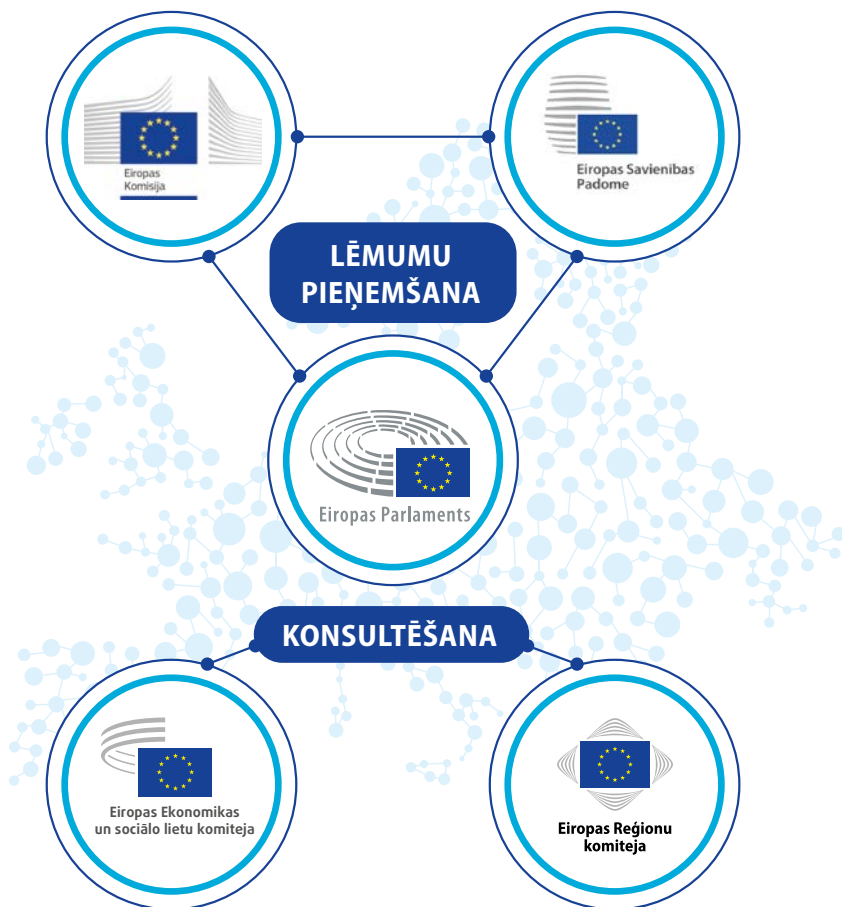 Eiropas
Komisija
Eiropas Savienības
Padome
LĒMUMU
PIEŅEMŠANA
Eiropas Parlaments
KONSULTĒŠANA
Eiropas Ekonomikas
un sociālo lietu komiteja
Eiropas Reģionu
komiteja